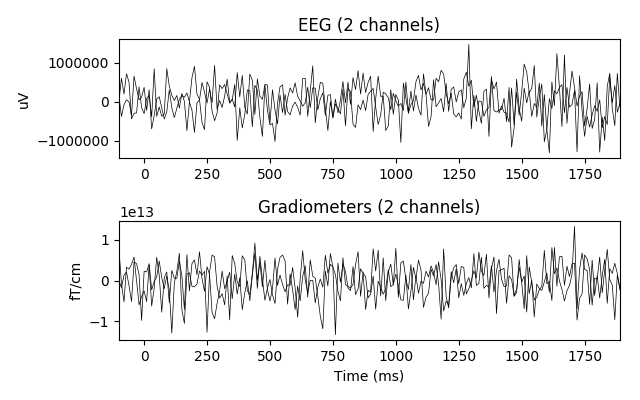 EEG (2 channels)
1000000
0
−1000000
uV
0 250 500 750 1000 1250 1500 1750
1e13
Gradiometers (2 channels)
1
0
−1
fT/cm
0 250 500 750 1000 1250 1500 1750
Time (ms)